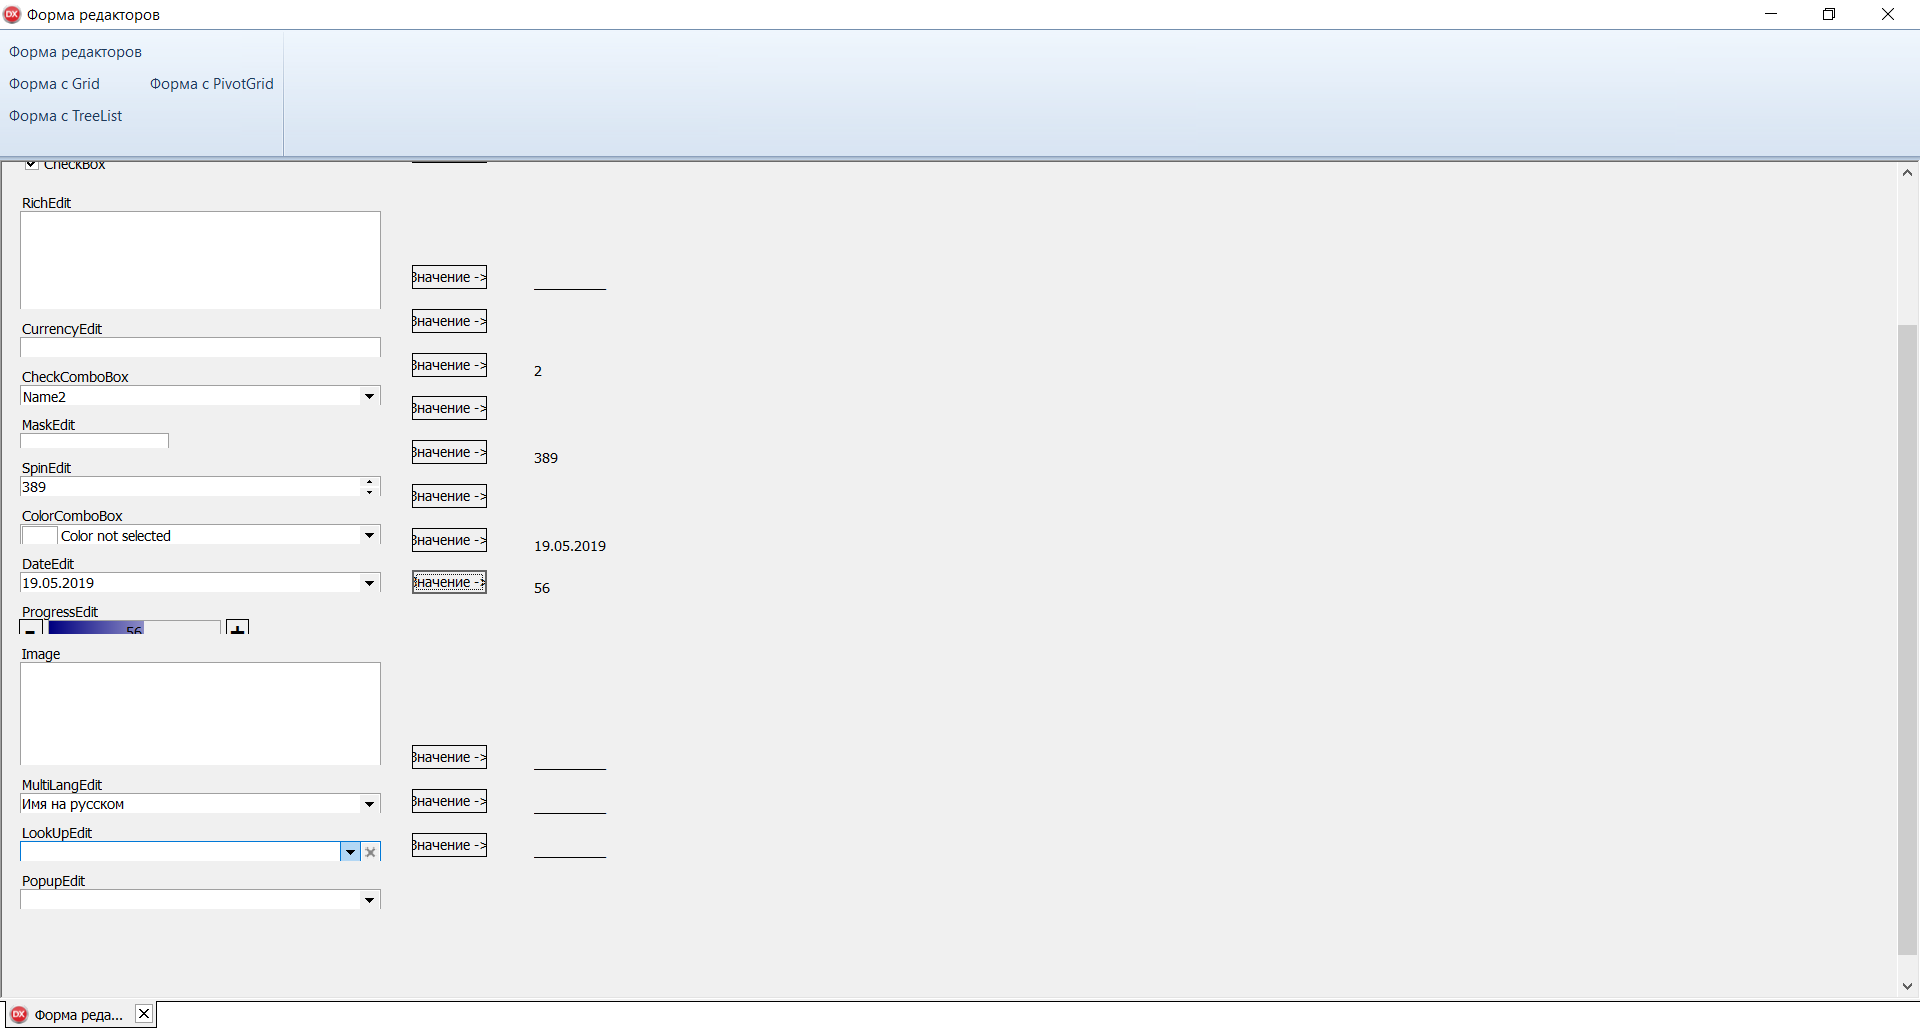 Форма редакторов
Форма редакторов
Форма с Grid Форма с PivotGrid
Форма с TreeList
CheckBox
RichEdit
Значение ->
CurrencyEdit
Значение ->
Значение -> 2
CheckComboBox
Name2
Значение ->
MaskEdit
Значение -> 389
SpinEdit
389
Значение ->
ColorComboBox
Color not selected
Значение -> 19.05.2019
DateEdit
19.05.2019
Значение -> 56
ProgressEdit
- 56 +
Image
Значение ->
MultiLangEdit
Имя на русском
Значение ->
LookUpEdit
Значение ->
PopupEdit
Форма реда...